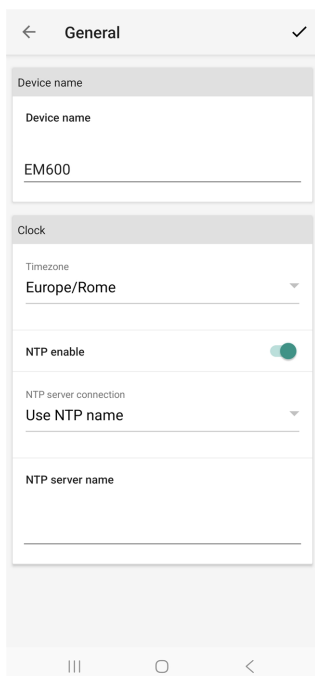 General
Device name
Device name
EM600
Clock
Timezone
Europe/Rome
NTP enable
NTP server connection
Use NTP name
NTP server name